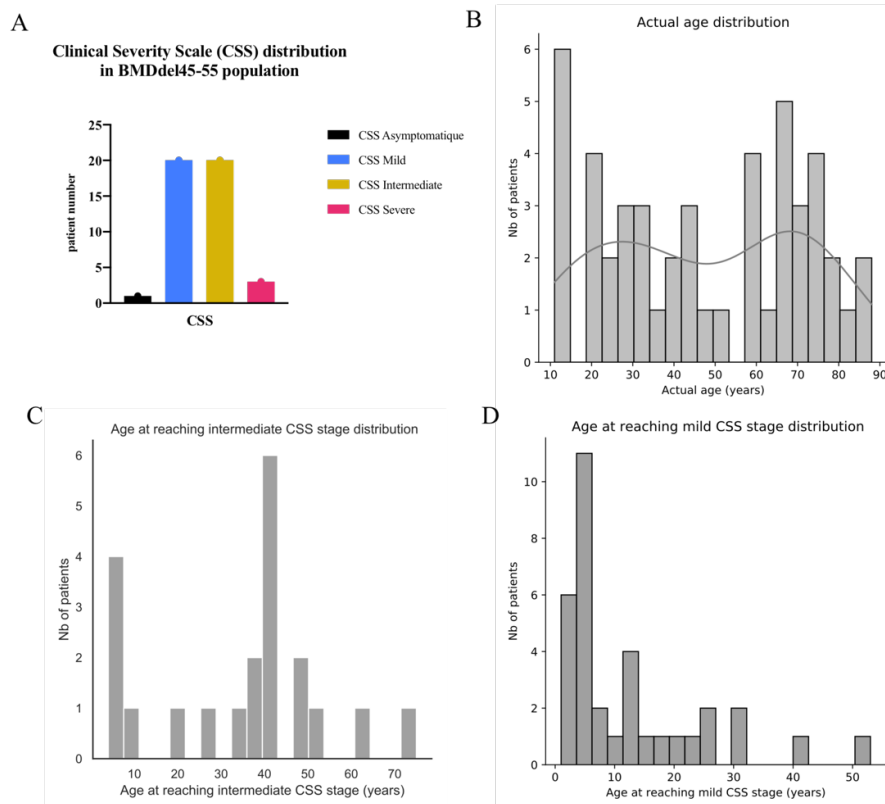 A
Clinical Severity Scale (CSS) distribution
in BMDdel45-55 population
25
20
15
10
5
0
patient number
CSS
CSS Asymptomatique
CSS Mild
CSS Intermediate
CSS Severe
B
Actual age distribution
6
5
4
3
2
1
0
Nb of patients
10 20 30 40 50 60 70 80 90
Actual age (years)
C
Age at reaching intermediate CSS stage distribution
6
5
4
3
2
1
0
Nb of patients
10 20 30 40 50 60 70
Age at reaching intermediate CSS stage (years)
D
Age at reaching mild CSS stage distribution
10
8
6
4
2
0
Nb of patients
0 10 20 30 40 50
Age at reaching mild CSS stage (years)